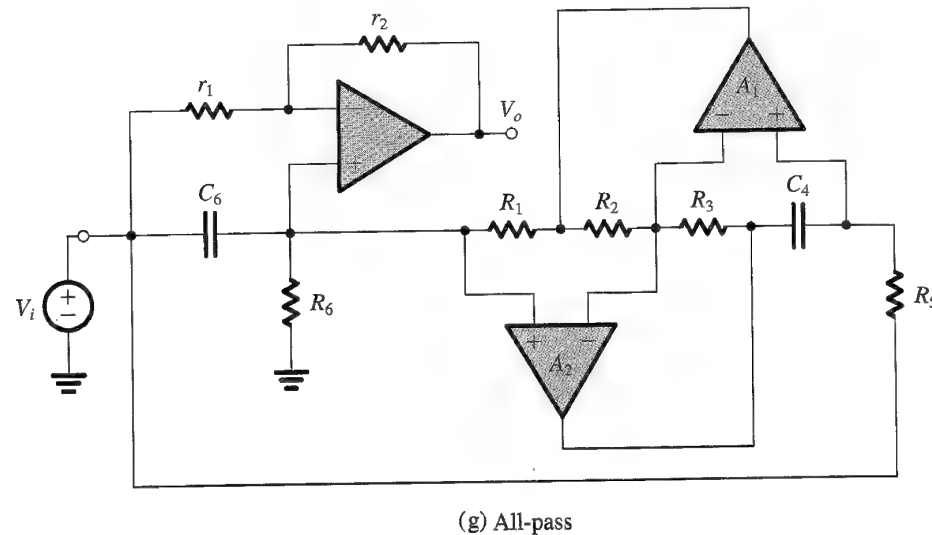 r₂
r₁
A₁
− +
−
+
Vₒ
C₆
R₁
R₂
R₃
C₄
Vᵢ
+
−
R₆
+ −
A₂
R₅
(g) All-pass